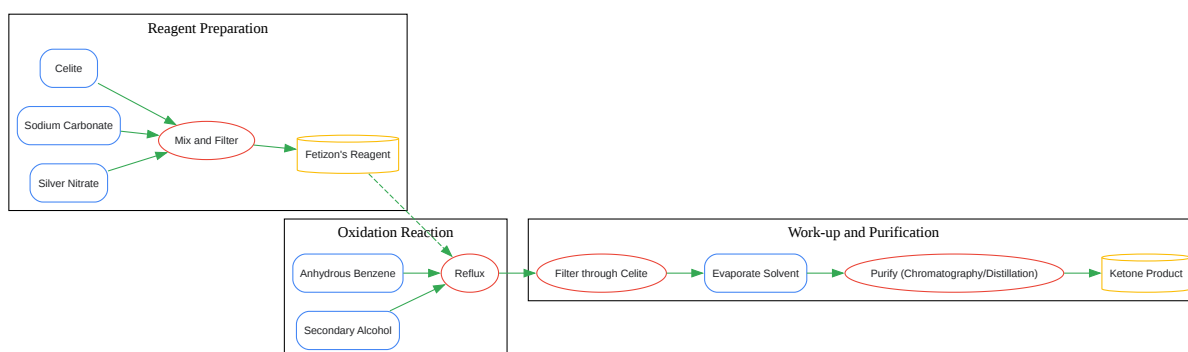 Reagent Preparation
Celite
Sodium Carbonate
Mix and Filter
Silver Nitrate
Fetizon's Reagent
Oxidation Reaction
Anhydrous Benzene
Reflux
Secondary Alcohol
Work-up and Purification
Filter through Celite
Evaporate Solvent
Purify (Chromatography/Distillation)
Ketone Product